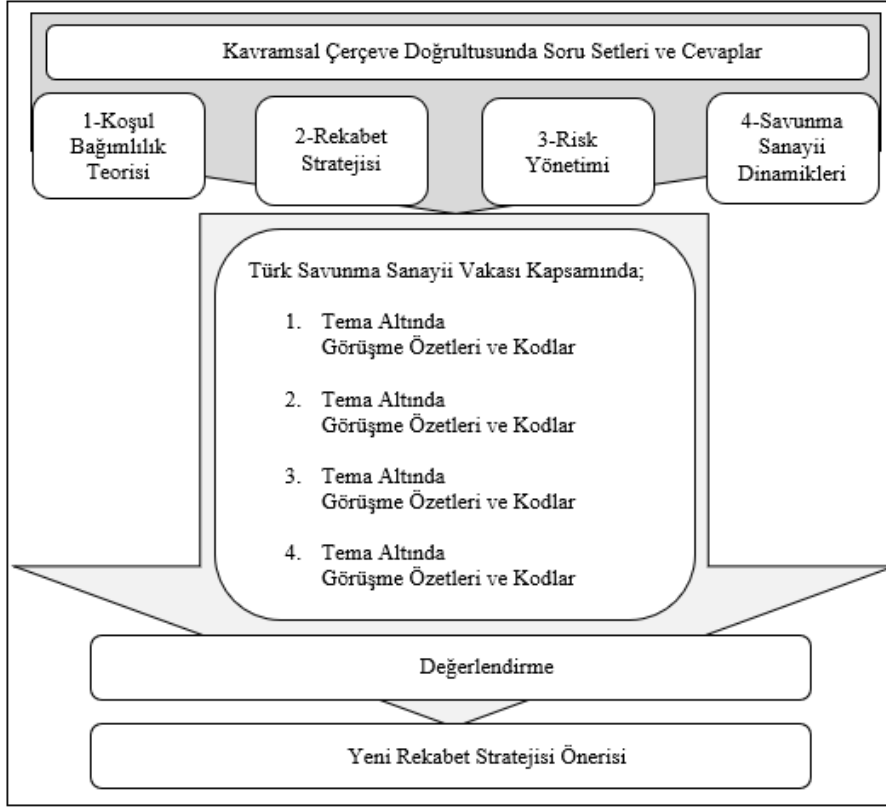 Kavramsal Çerçeve Doğrultusunda Soru Setleri ve Cevaplar
1-Koşul
Bağımlılık
Teorisi
2-Rekabet
Stratejisi
3-Risk
Yönetimi
4-Savunma
Sanayii
Dinamikleri
Türk Savunma Sanayii Vakası Kapsamında;
1. Tema Altında
Görüşme Özetleri ve Kodlar
2. Tema Altında
Görüşme Özetleri ve Kodlar
3. Tema Altında
Görüşme Özetleri ve Kodlar
4. Tema Altında
Görüşme Özetleri ve Kodlar
Değerlendirme
Yeni Rekabet Stratejisi Önerisi